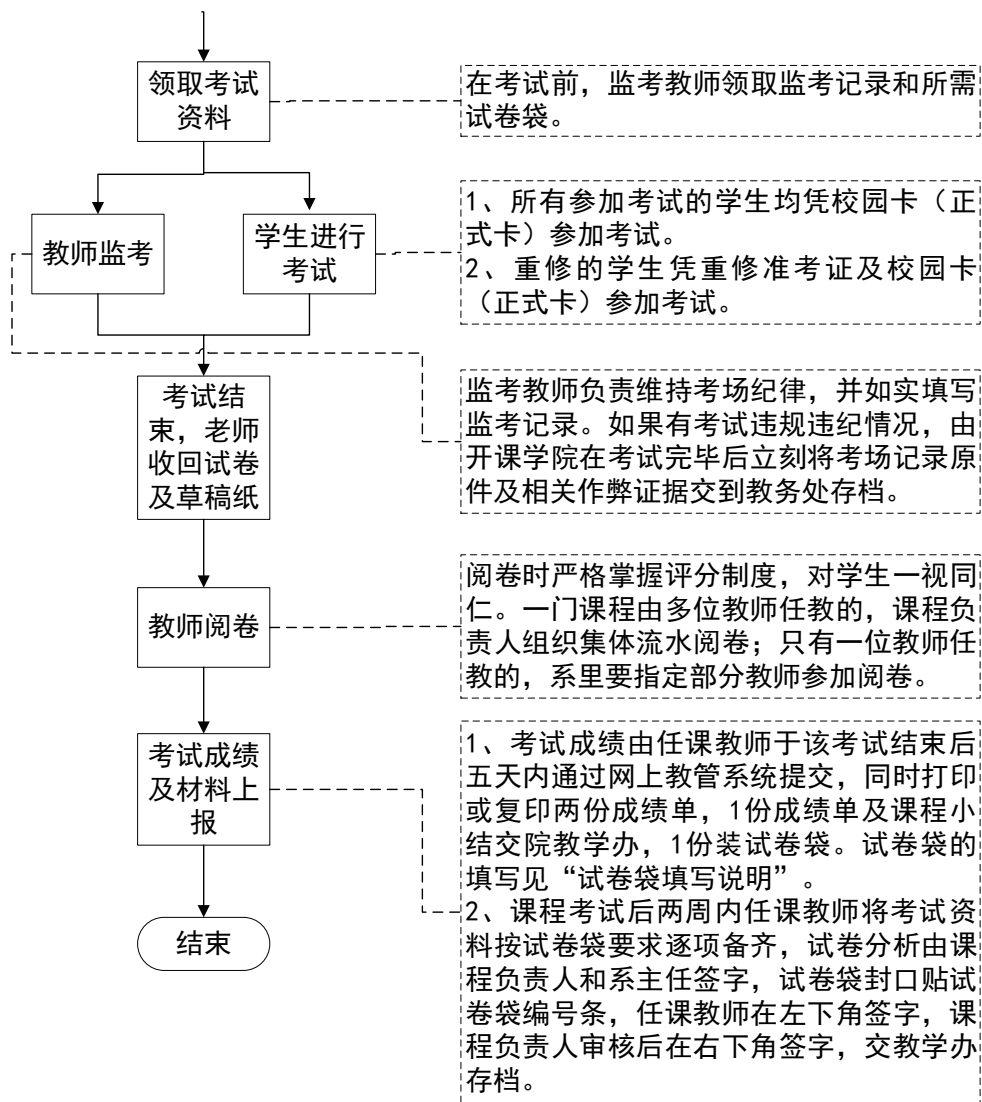 领取考试
资料
在考试前，监考教师领取监考记录和所需
试卷袋。
教师监考
学生进行
考试
1、所有参加考试的学生均凭校园卡（正
式卡）参加考试。
2、重修的学生凭重修准考证及校园卡
（正式卡）参加考试。
考试结
束，老师
收回试卷
及草稿纸
监考教师负责维持考场纪律，并如实填写
监考记录。如果有考试违规违纪情况，由
开课学院在考试完毕后立刻将考场记录原
件及相关作弊证据交到教务处存档。
教师阅卷
阅卷时严格掌握评分制度，对学生一视同
仁。一门课程由多位教师任教的，课程负
责人组织集体流水阅卷；只有一位教师任
教的，系里要指定部分教师参加阅卷。
考试成绩
及材料上
报
1、考试成绩由任课教师于该考试结束后
五天内通过网上教管系统提交，同时打印
或复印两份成绩单，1份成绩单及课程小
结交院教学办，1份装试卷袋。试卷袋的
填写见“试卷袋填写说明”。
2、课程考试后两周内任课教师将考试资
料按试卷袋要求逐项备齐，试卷分析由课
程负责人和系主任签字，试卷袋封口贴试
卷袋编号条，任课教师在左下角签字，课
程负责人审核后在右下角签字，交教学办
存档。
结束